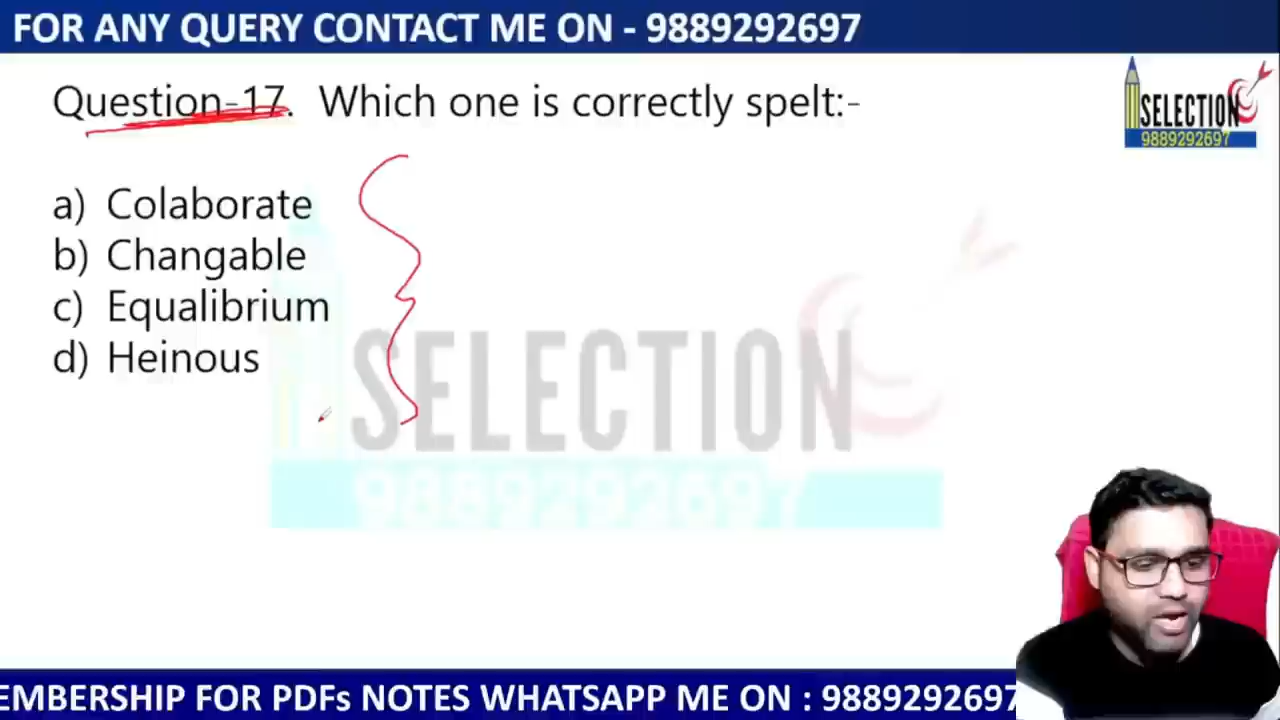 FOR ANY QUERY CONTACT ME ON - 9889292697
SELECTION
9889292697
Question-17. Which one is correctly spelt:-
a) Colaborate
b) Changable
c) Equalibrium
d) Heinous
SELECTION
9889292697
EMBERSHIP FOR PDFs NOTES WHATSAPP ME ON : 9889292697